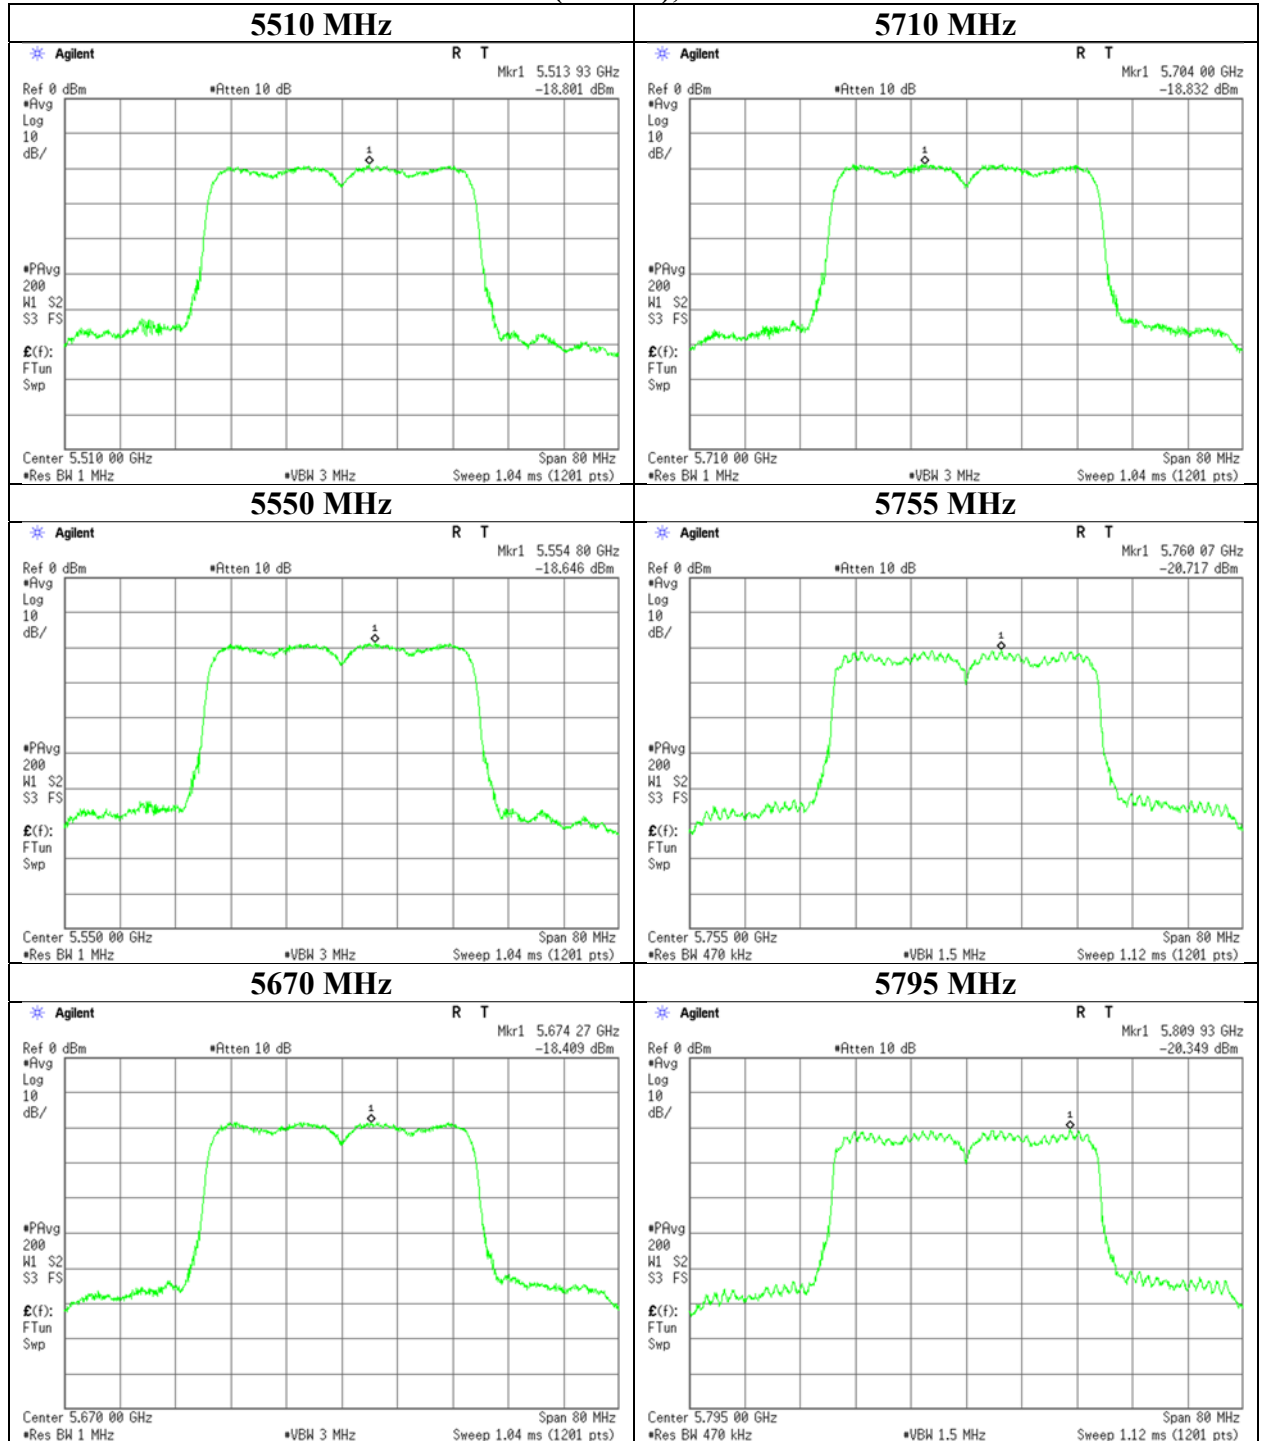 5510 MHz
Agilent
R T
Mkr1 5.513 93 GHz
Ref 0 dBm
#Atten 10 dB
-18.801 dBm
#Avg
Log
10
dB/
1
#PAvg
200
W1 S2
S3 FS
£(f):
FTun
Swp
Center 5.510 00 GHz
Span 80 MHz
#Res BW 1 MHz
#VBW 3 MHz
Sweep 1.04 ms (1201 pts)
5710 MHz
Agilent
R T
Mkr1 5.704 00 GHz
Ref 0 dBm
#Atten 10 dB
-18.832 dBm
#Avg
Log
10
dB/
1
#PAvg
200
W1 S2
S3 FS
£(f):
FTun
Swp
Center 5.710 00 GHz
Span 80 MHz
#Res BW 1 MHz
#VBW 3 MHz
Sweep 1.04 ms (1201 pts)
5550 MHz
Agilent
R T
Mkr1 5.554 80 GHz
Ref 0 dBm
#Atten 10 dB
-18.646 dBm
#Avg
Log
10
dB/
1
#PAvg
200
W1 S2
S3 FS
£(f):
FTun
Swp
Center 5.550 00 GHz
Span 80 MHz
#Res BW 1 MHz
#VBW 3 MHz
Sweep 1.04 ms (1201 pts)
5755 MHz
Agilent
R T
Mkr1 5.760 07 GHz
Ref 0 dBm
#Atten 10 dB
-20.717 dBm
#Avg
Log
10
dB/
1
#PAvg
200
W1 S2
S3 FS
£(f):
FTun
Swp
Center 5.755 00 GHz
Span 80 MHz
#Res BW 470 kHz
#VBW 1.5 MHz
Sweep 1.12 ms (1201 pts)
5670 MHz
Agilent
R T
Mkr1 5.674 27 GHz
Ref 0 dBm
#Atten 10 dB
-18.409 dBm
#Avg
Log
10
dB/
1
#PAvg
200
W1 S2
S3 FS
£(f):
FTun
Swp
Center 5.670 00 GHz
Span 80 MHz
#Res BW 1 MHz
#VBW 3 MHz
Sweep 1.04 ms (1201 pts)
5795 MHz
Agilent
R T
Mkr1 5.809 93 GHz
Ref 0 dBm
#Atten 10 dB
-20.349 dBm
#Avg
Log
10
dB/
1
#PAvg
200
W1 S2
S3 FS
£(f):
FTun
Swp
Center 5.795 00 GHz
Span 80 MHz
#Res BW 470 kHz
#VBW 1.5 MHz
Sweep 1.12 ms (1201 pts)